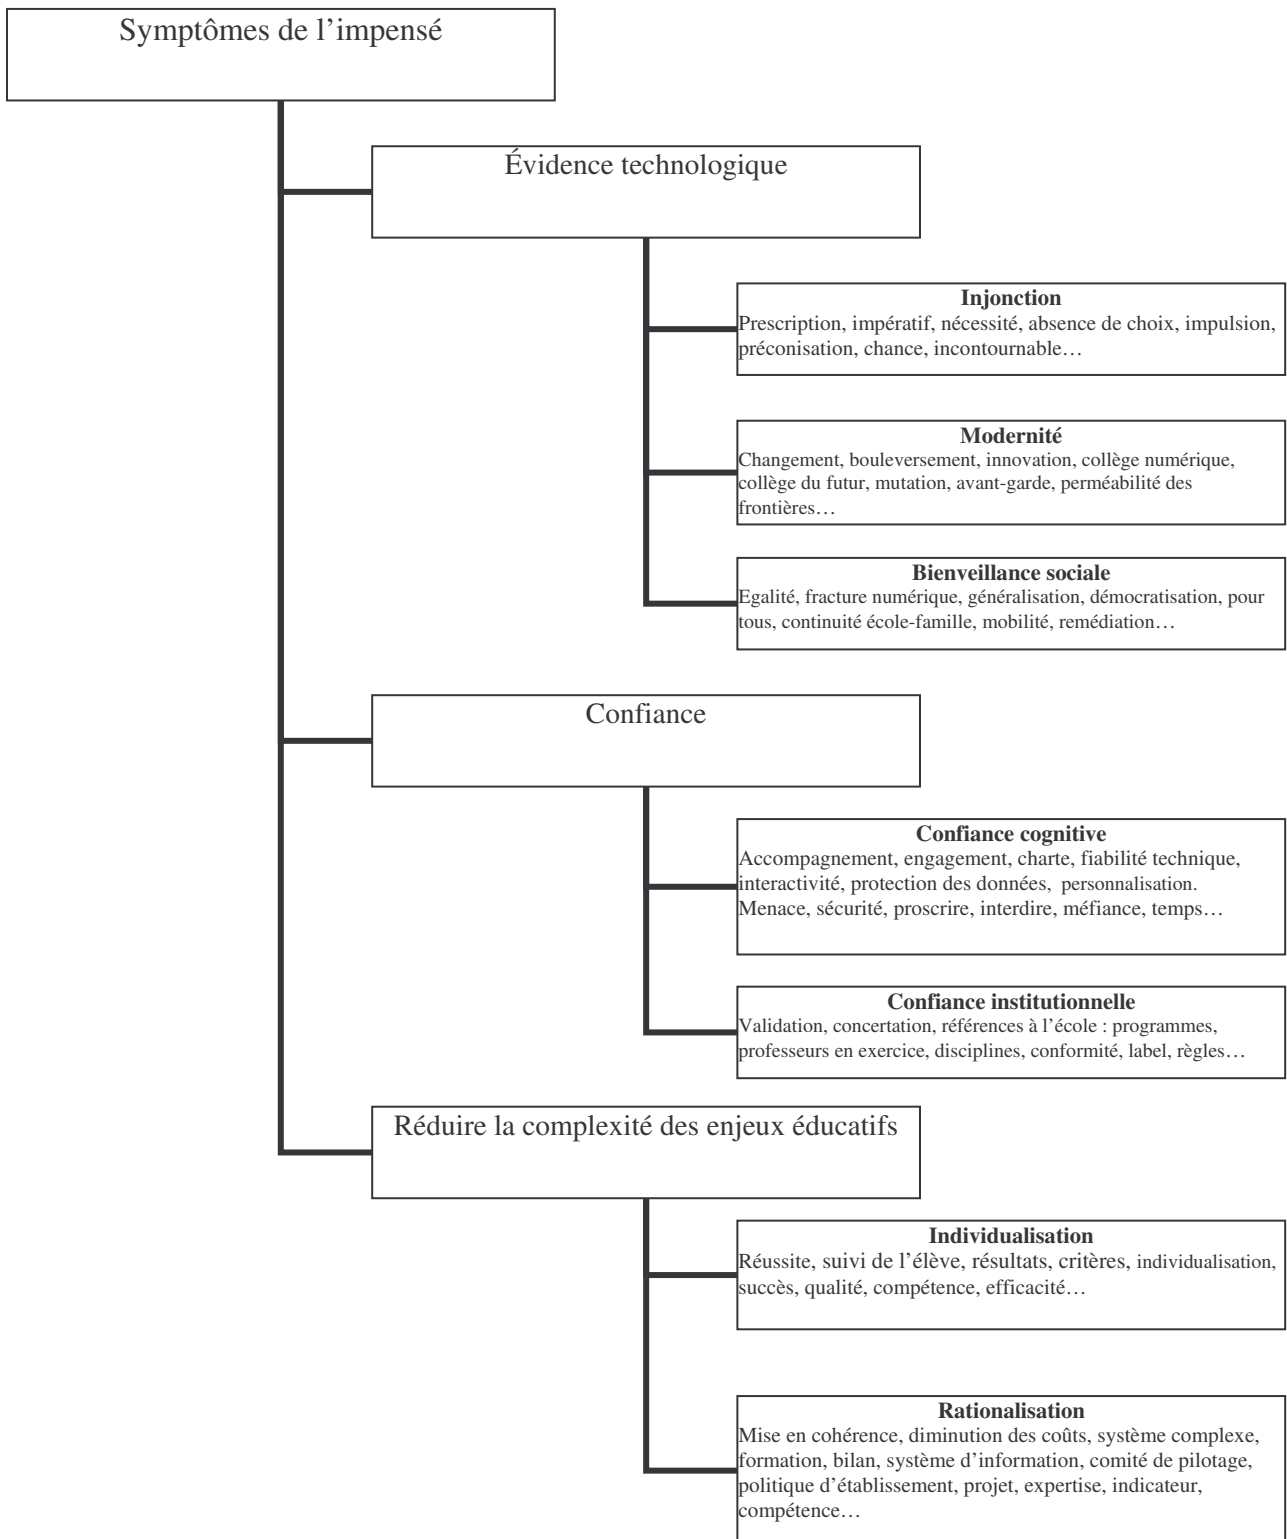 Symptômes de l’impensé
Évidence technologique
Injonction
Prescription, impératif, nécessité, absence de choix, impulsion,
préconisation, chance, incontournable…
Modernité
Changement, bouleversement, innovation, collège numérique,
collège du futur, mutation, avant-garde, perméabilité des
frontières…
Bienveillance sociale
Egalité, fracture numérique, généralisation, démocratisation, pour
tous, continuité école-famille, mobilité, remédiation…
Confiance
Confiance cognitive
Accompagnement, engagement, charte, fiabilité technique,
interactivité, protection des données, personnalisation.
Menace, sécurité, proscrire, interdire, méfiance, temps…
Confiance institutionnelle
Validation, concertation, références à l’école : programmes,
professeurs en exercice, disciplines, conformité, label, règles…
Réduire la complexité des enjeux éducatifs
Individualisation
Réussite, suivi de l’élève, résultats, critères, individualisation,
succès, qualité, compétence, efficacité…
Rationalisation
Mise en cohérence, diminution des coûts, système complexe,
formation, bilan, système d’information, comité de pilotage,
politique d’établissement, projet, expertise, indicateur,
compétence…